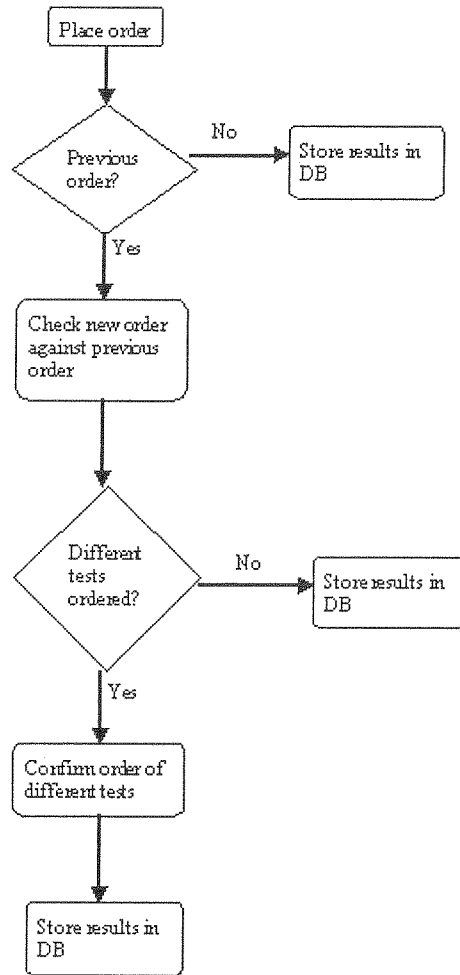 Place order
No
Previous
order?
Store results in
DB
Yes
Check new order
against previous
order
Different
tests
ordered?
No
Store results in
DB
Yes
Confirm order of
different tests
Store results in
DB